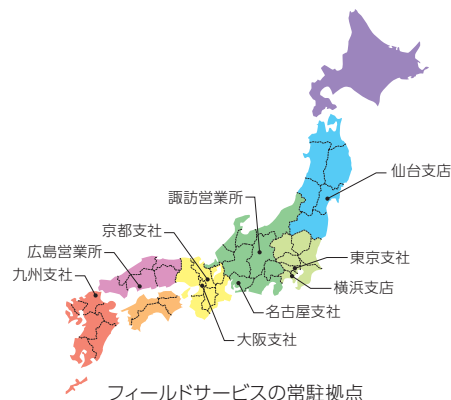 仙台支店
諏訪営業所
京都支社
広島営業所
東京支社
九州支社
横浜支店
名古屋支社
大阪支社
フィールドサービスの常駐拠点